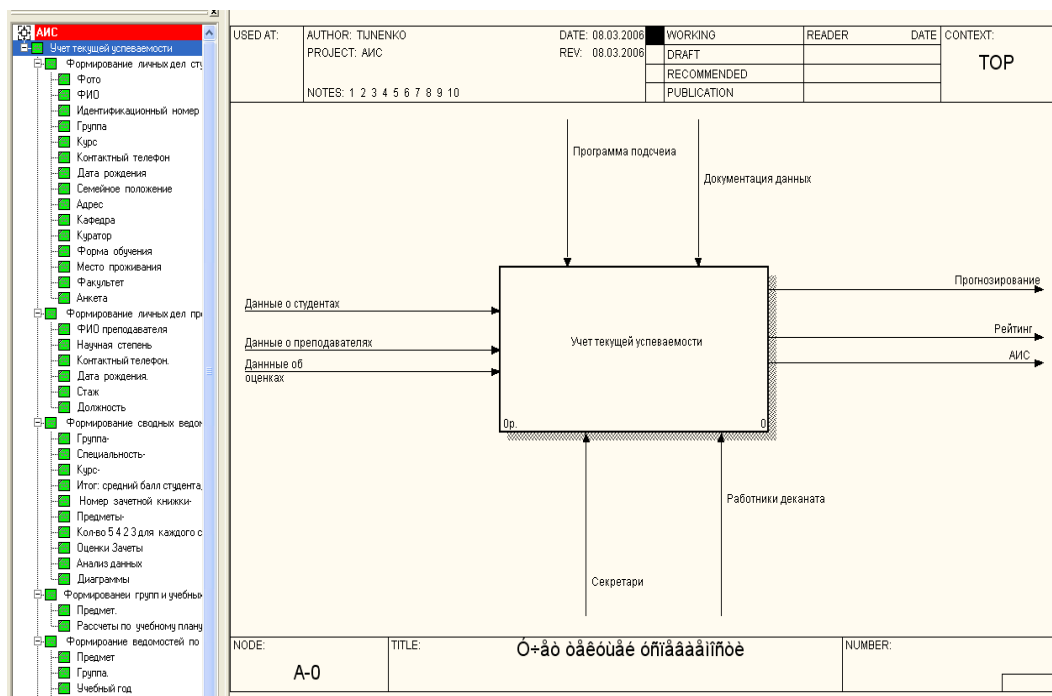 АИС
Учет текущей успеваемости
Формирование личных дел сту
Фото
ФИО
Идентификационный номер
Группа
Курс
Контактный телефон
Дата рождения
Семейное положение
Адрес
Кафедра
Куратор
Форма обучения
Место проживания
Факультет
Анкета
Формирование личных дел пр
ФИО преподавателя
Научная степень
Контактный телефон.
Дата рождения.
Стаж
Должность
Формирование сводных ведо
Группа-
Специальность-
Курс-
Итог: средний балл студента,
Номер зачетной книжки-
Предметы-
Кол-во 5 4 2 3 для каждого с
Оценки Зачеты
Анализ данных
Диаграммы
Формированеи групп и учебных
Предмет.
Рассчеты по учебному плану
Формироание ведомостей по
Предмет
Группа.
Учебный год
USED AT:
AUTHOR: TIJNENKO
DATE: 08.03.2006
PROJECT: АИС
REV: 08.03.2006
NOTES: 1 2 3 4 5 6 7 8 9 10
WORKING
DRAFT
RECOMMENDED
PUBLICATION
READER
DATE
CONTEXT:
TOP
Программа подсчеиа
Документация данных
Данные о студентах
Данные о преподавателях
Даннные об
оценках
Учет текущей успеваемости
0р.
0
Прогнозирование
Рейтинг
АИС
Секретари
Работники деканата
NODE:
A-0
TITLE:
Ó÷åò òåêóùåé óñïåâàåìîñòè
NUMBER: